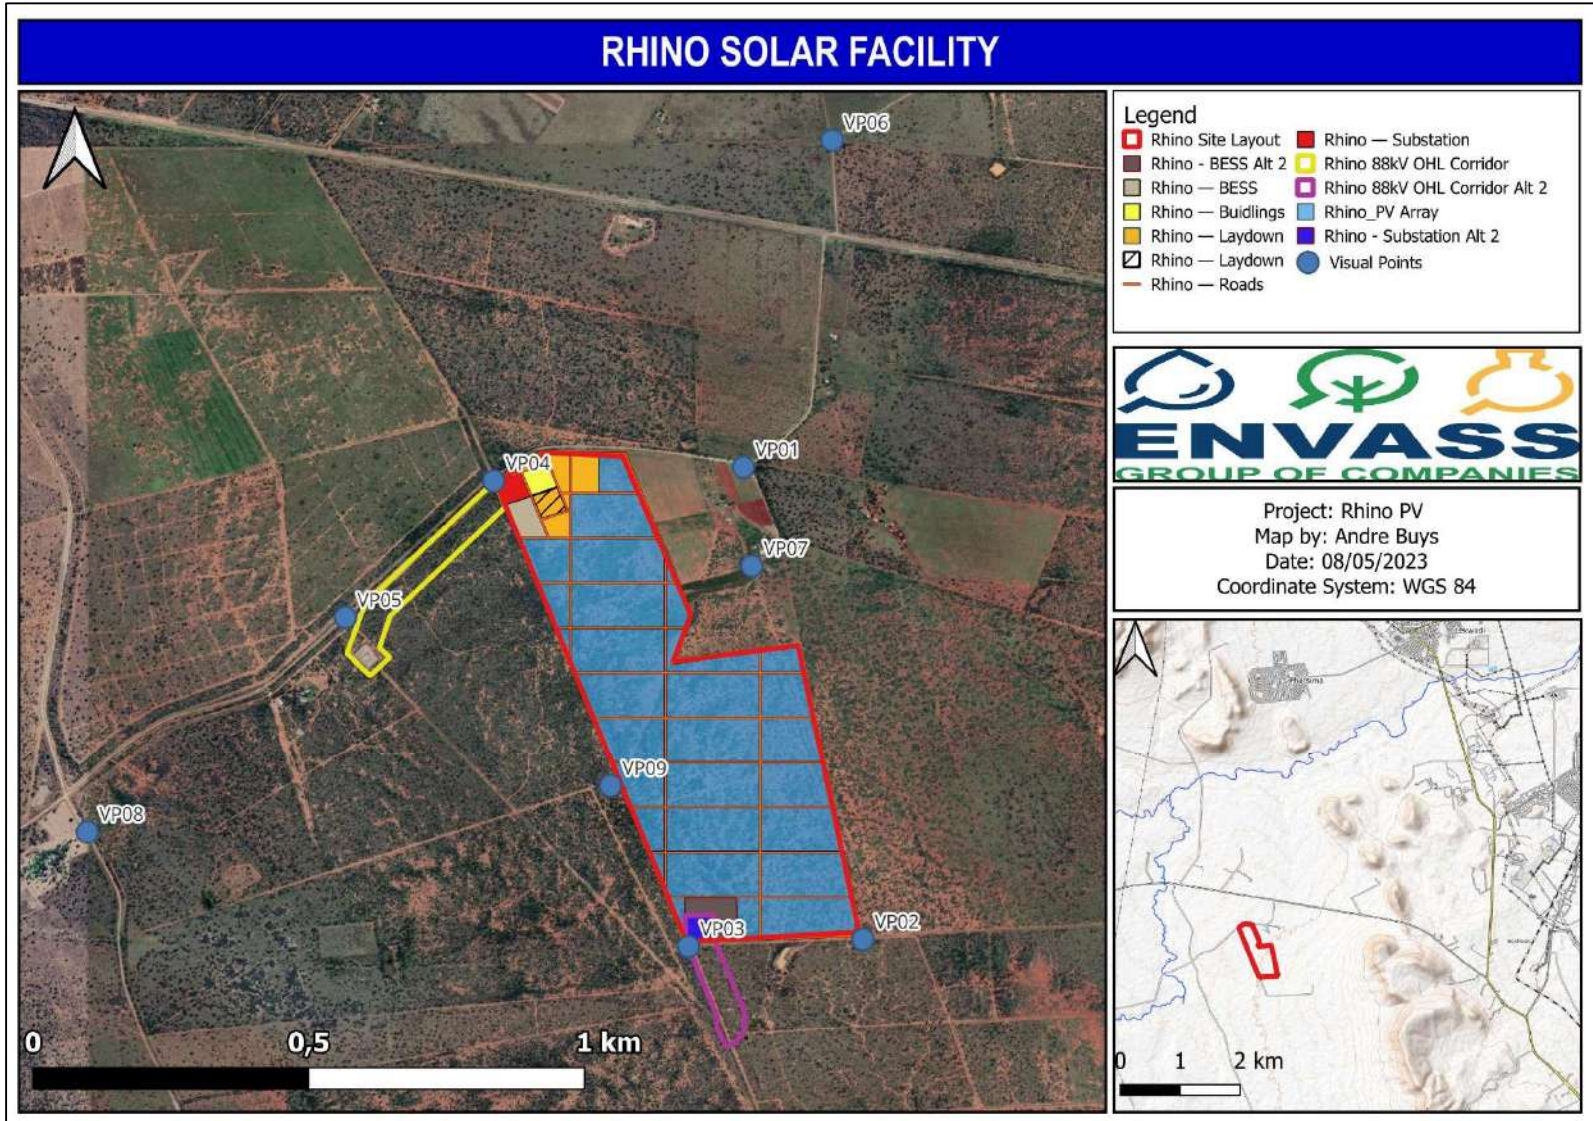 RHINO SOLAR FACILITY
VP06
VP04
VP01
VP07
VP05
VP09
VP08
VP03
VP02
0 0,5 1 km
Legend
Rhino Site Layout
Rhino - BESS Alt 2
Rhino — BESS
Rhino — Buidlings
Rhino — Laydown
Rhino — Laydown
Rhino — Roads
Rhino — Substation
Rhino 88kV OHL Corridor
Rhino 88kV OHL Corridor Alt 2
Rhino_PV Array
Rhino - Substation Alt 2
Visual Points
ENVASS
GROUP OF COMPANIES
Project: Rhino PV
Map by: Andre Buys
Date: 08/05/2023
Coordinate System: WGS 84
0 1 2 km